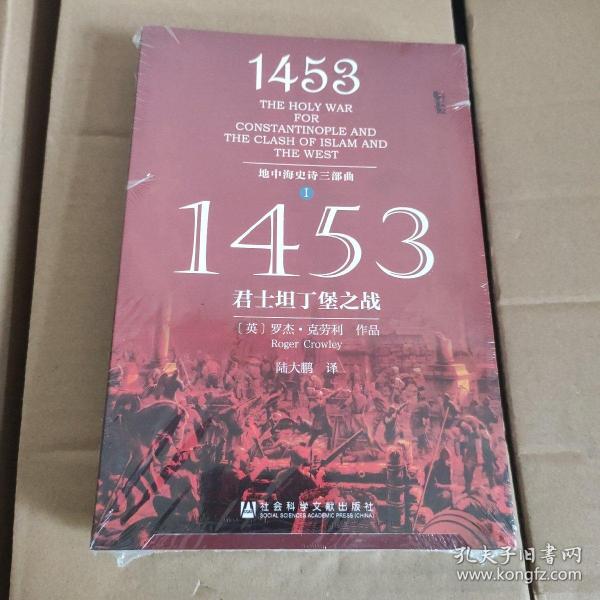 1453
THE HOLY WAR
FOR
CONSTANTINOPLE AND
THE CLASH OF ISLAM AND
THE WEST
地中海史诗三部曲
I
1453
君士坦丁堡之战
〔英〕罗杰·克劳利 作品
Roger Crowley
陆大鹏 译
社会科学文献出版社
SOCIAL SCIENCES ACADEMIC PRESS (CHINA)
孔夫子旧书网
www.kongfz.com